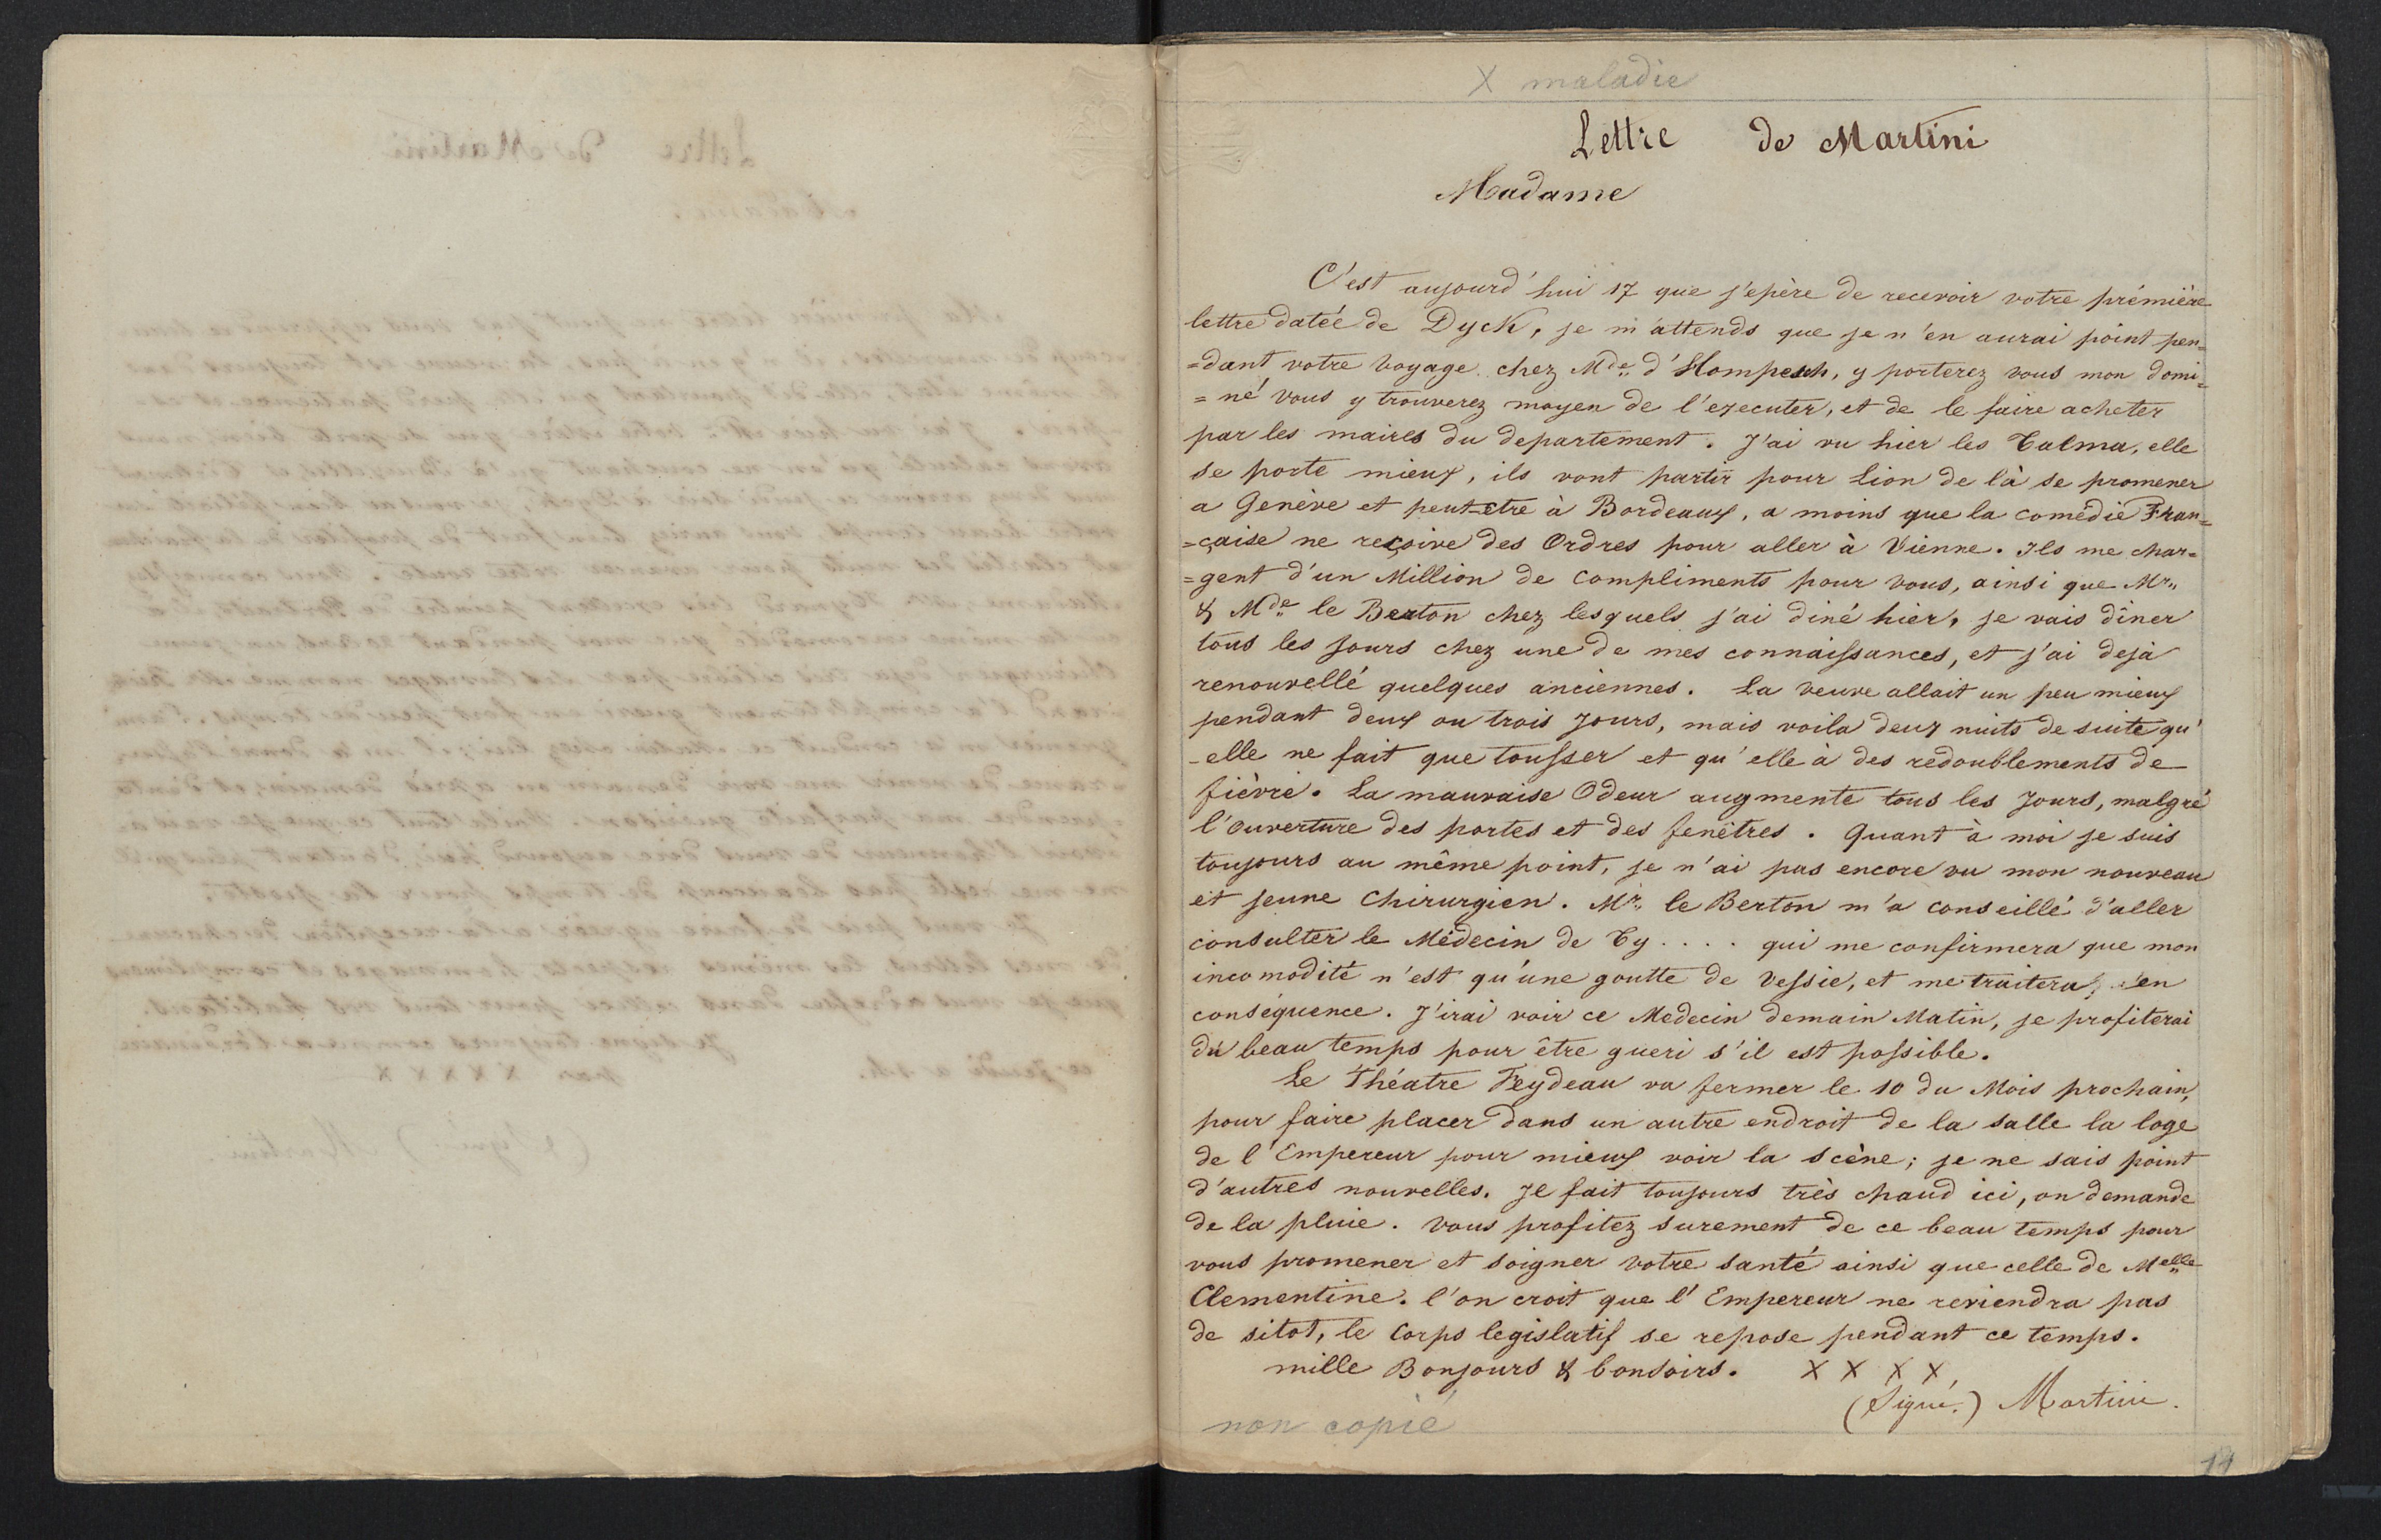 X maladie
Lettre de Martini
Madame
C'est aujourd'hui 17 que j'epère de recevoir votre prémière
lettre datéé de Dyck, je m'attends que je n'en aurai point pen=
=dant votre voyage chez Mde d'Hompesch, y porterez vous mon domi=
=né vous y trouverez moyen de l'executer, et de le faire acheter
par les maires du departement. J'ai vu hier les Talma, elle
se porte mieux, ils vont partir pour Lion de là se promener
a Genève et peut-etre à Bordeaux, a moins que la comédie Fran=
=çaise ne reçoive des Ordres pour aller à Vienne. Ils me char=
=gent d'un Million de compliments pour vous, ainsi que Mr
& Mde le Berton chez lesquels j'ai diné hier, je vais dîner
tous les jours chez une de mes connaissances, et j'ai dejà
renouvellé quelques anciennes. La veuve allait un peu mieux
pendant deux ou trois jours, mais voila deux nuits de suite qu'
-elle ne fait que tousser et qu'elle à des redoublements de
fièvre. La mauvaise Odeur augmente tous les Jours, malgré
l'ouverture des portes et des fenêtres. Quant à moi je suis
toujours au même point, je n'ai pas encore vu mon nouveau
et jeune Chirurgien. Mr le Berton m'a conseillé d'aller
consulter le Médecin de Ty.... qui me confirmera que mon
incomodité n'est qu'une goutte de vessie, et me traitera, en
conséquence. J'irai voir ce Medecin demain Matin, je profiterai
du beau temps pour être gueri s'il est possible.
Le Théatre Feydeau va fermer le 10 du Mois prochain,
pour faire placer dans un autre endroit de la salle la loge
de l'Empereur pour mieux voir la scène; je ne sais point
d'autres nouvelles. Il fait toujours très chaud ici, on demande
de la pluie. vous profitez surement de ce beau temps pour
vous promener et soigner votre santé ainsi que celle de Melle
Clementine. l'on croit que l'Empereur ne reviendra pas
de sitot, le Corps legislatif se repose pendant ce temps.
mille Bonjours & bonsoirs. X X X X,
(Signé.) Martini.
non copié